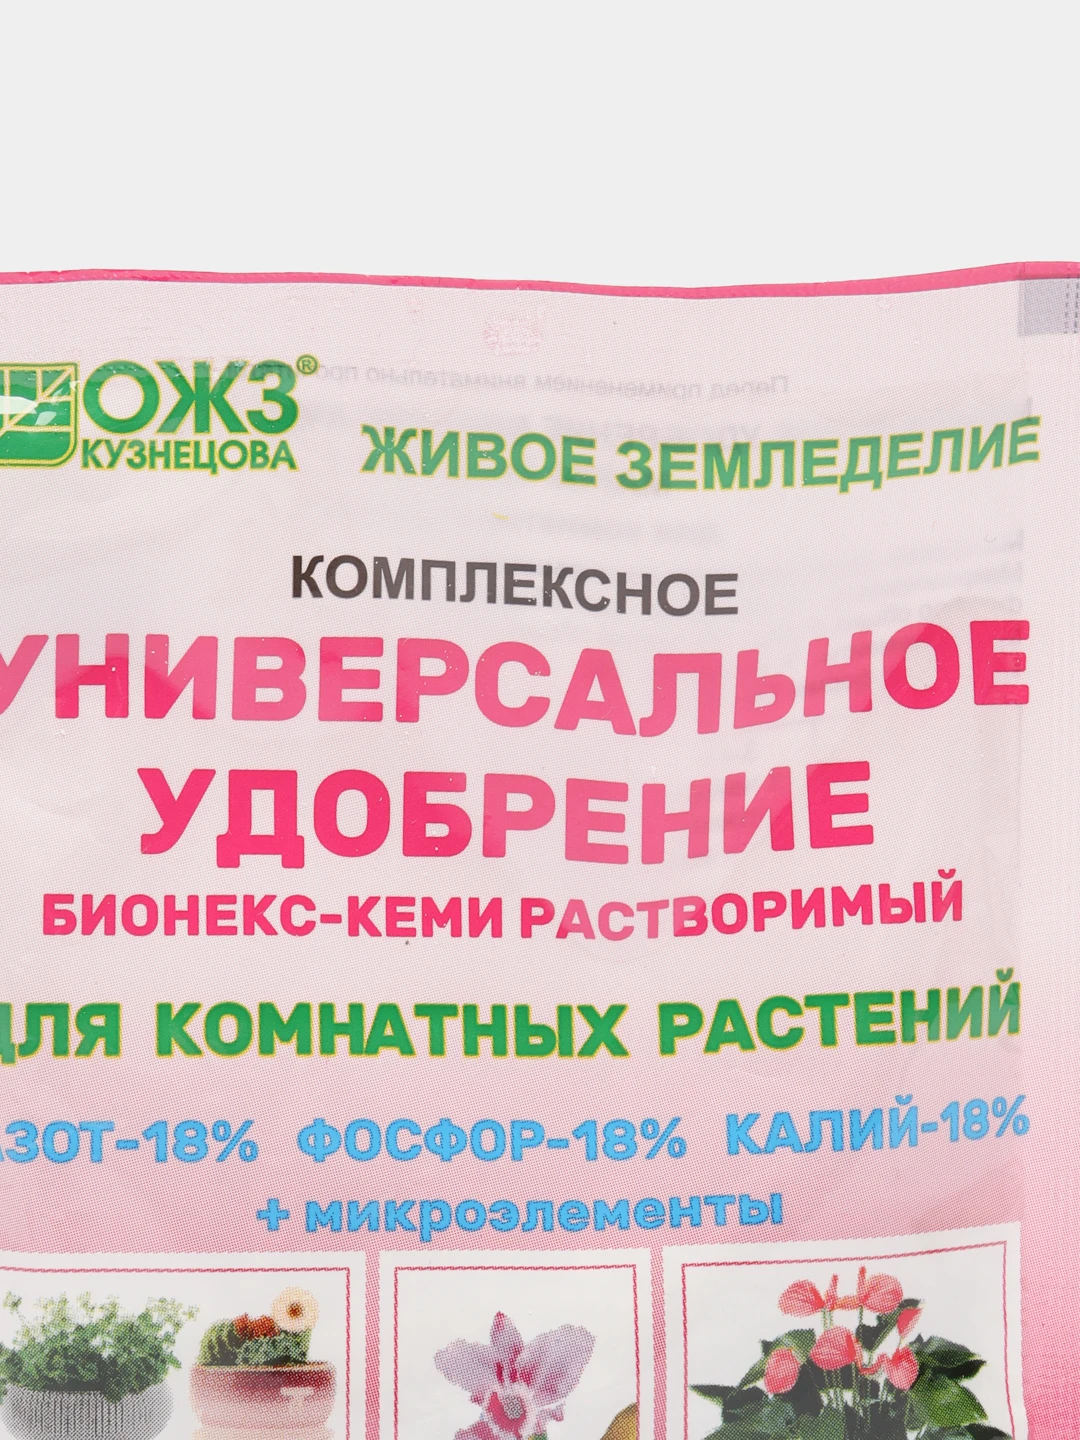 ОЖЗ®
КУЗНЕЦОВА
ЖИВОЕ ЗЕМЛЕДЕЛИЕ
КОМПЛЕКСНОЕ
УНИВЕРСАЛЬНОЕ
УДОБРЕНИЕ
БИОНЕКС-КЕМИ РАСТВОРИМЫЙ
ДЛЯ КОМНАТНЫХ РАСТЕНИЙ
АЗОТ-18% ФОСФОР-18% КАЛИЙ-18%
+ микроэлементы